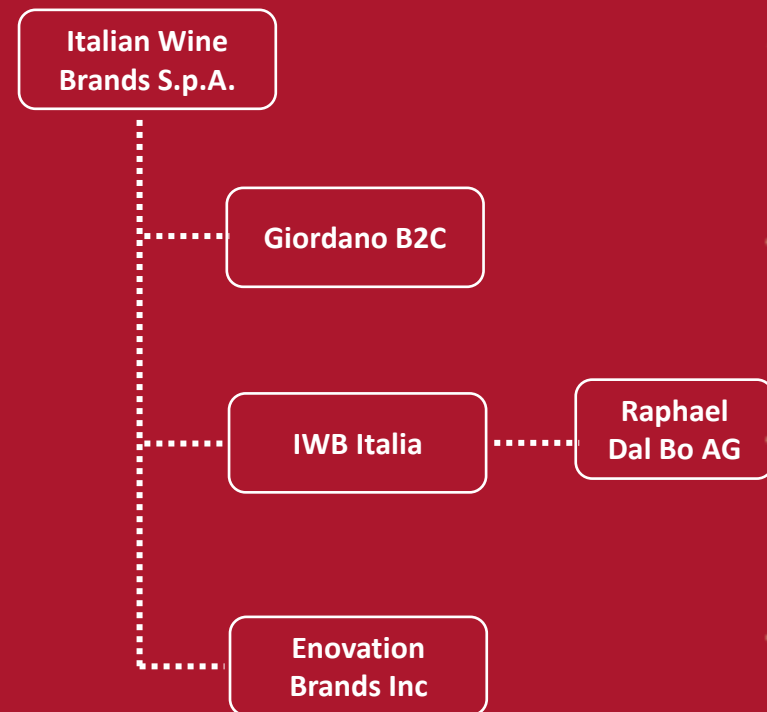 Italian Wine
Brands S.p.A.
Giordano B2C
IWB Italia
Raphael
Dal Bo AG
Enovation
Brands Inc